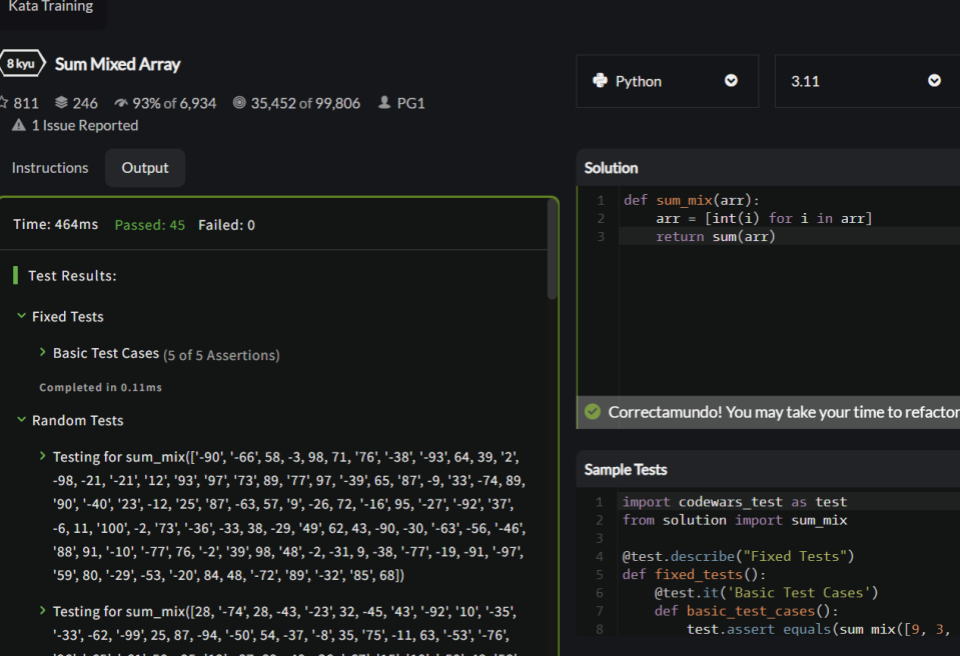 Kata Training
8 kyu Sum Mixed Array
811 246 93% of 6,934 35,452 of 99,806 PG1
1 Issue Reported
Instructions Output
Time: 464ms Passed: 45 Failed: 0
Test Results:
Fixed Tests
Basic Test Cases (5 of 5 Assertions)
Completed in 0.11ms
Random Tests
Testing for sum_mix(['-90', '-66', 58, -3, 98, 71, '76', '-38', '-93', 64, 39, '2',
-98, -21, '-21', '12', '93', '97', '73', 89, '77', 97, '-39', 65, '87', -9, '33', -74, 89,
'90', '-40', '23', -12, '25', '87', -63, 57, '9', -26, 72, -16, 95, '-27', '-92', '37',
-6, 11, '100', -2, '73', '-36', -33, 38, -29, '49', 62, 43, -90, -30, '-63', -56, '-46',
'88', 91, '-10', '-77', 76, '-2', '39', 98, '48', -2, -31, 9, -38, '-77', -19, -91, '-97',
'59', 80, '-29', -53, '-20', 84, 48, '-72', '89', '-32', '85', 68])
Testing for sum_mix([28, '-74', 28, -43, '-23', 32, -45, '43', '-92', '10', '-35',
'-33', -62, '-99', 25, 87, -94, '-50', 54, -37, '-8', 35, '75', -11, 63, '-53', '-76',
Python
3.11
Solution
1 def sum_mix(arr):
2 arr = [int(i) for i in arr]
3 return sum(arr)
Correctamundo! You may take your time to refactor
Sample Tests
1 import codewars_test as test
2 from solution import sum_mix
3
4 @test.describe("Fixed Tests")
5 def fixed_tests():
6 @test.it('Basic Test Cases')
7 def basic_test_cases():
8 test.assert_equals(sum_mix([9, 3,